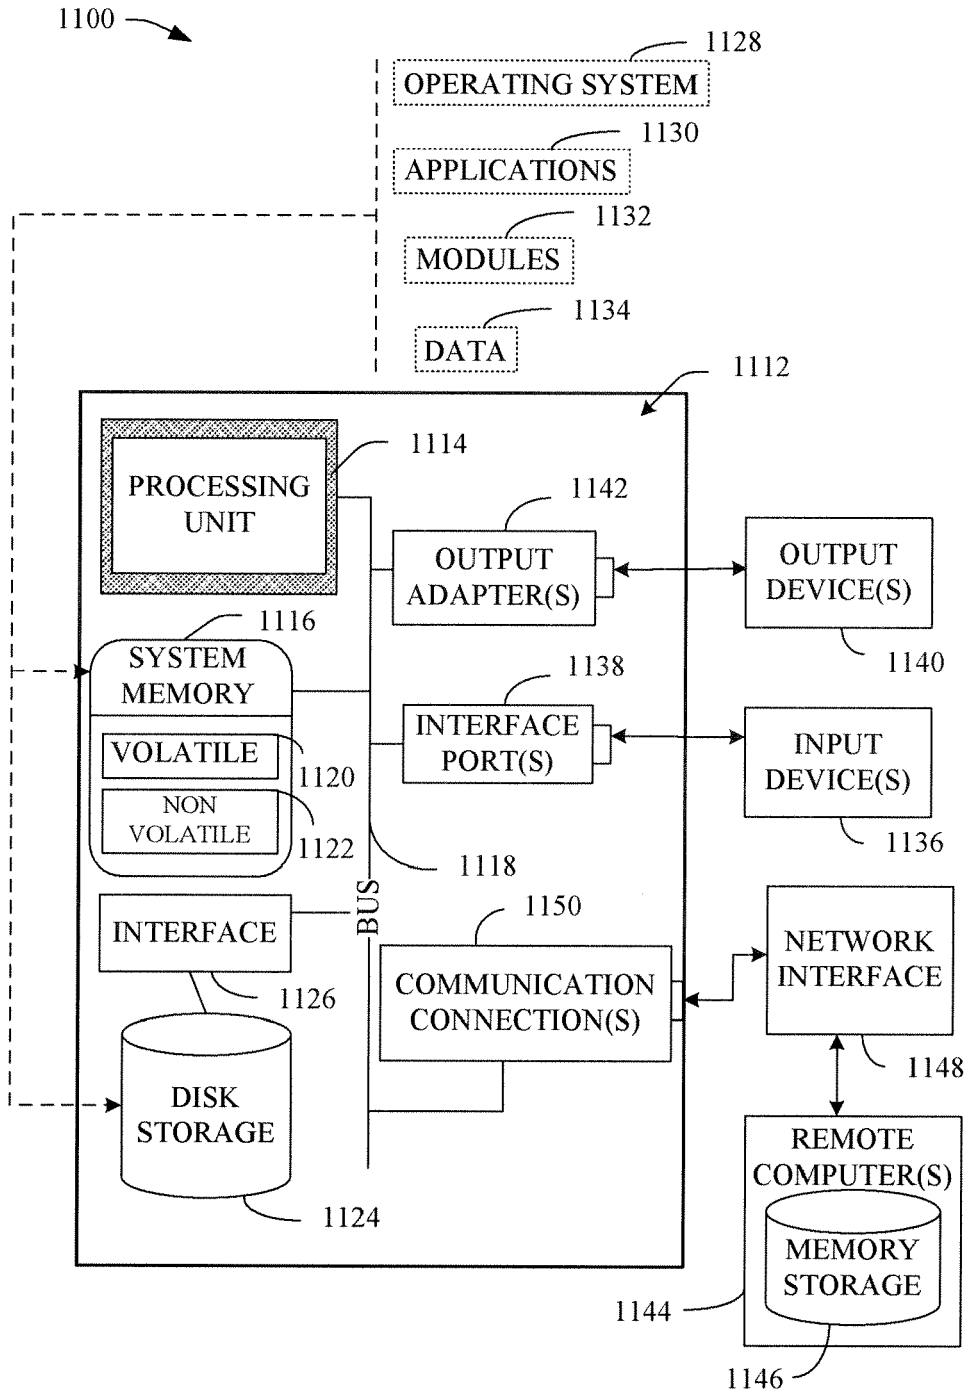 1100
1128
OPERATING SYSTEM
1130
APPLICATIONS
1132
MODULES
1134
DATA
1112
1114
PROCESSING
UNIT
1142
OUTPUT
ADAPTER(S)
OUTPUT
DEVICE(S)
1140
1116
SYSTEM
MEMORY
VOLATILE
1120
NON
VOLATILE
1122
1138
INTERFACE
PORT(S)
INPUT
DEVICE(S)
1136
1118
BUS
INTERFACE
1126
1150
COMMUNICATION
CONNECTION(S)
NETWORK
INTERFACE
1148
DISK
STORAGE
1124
REMOTE
COMPUTER(S)
MEMORY
STORAGE
1144
1146